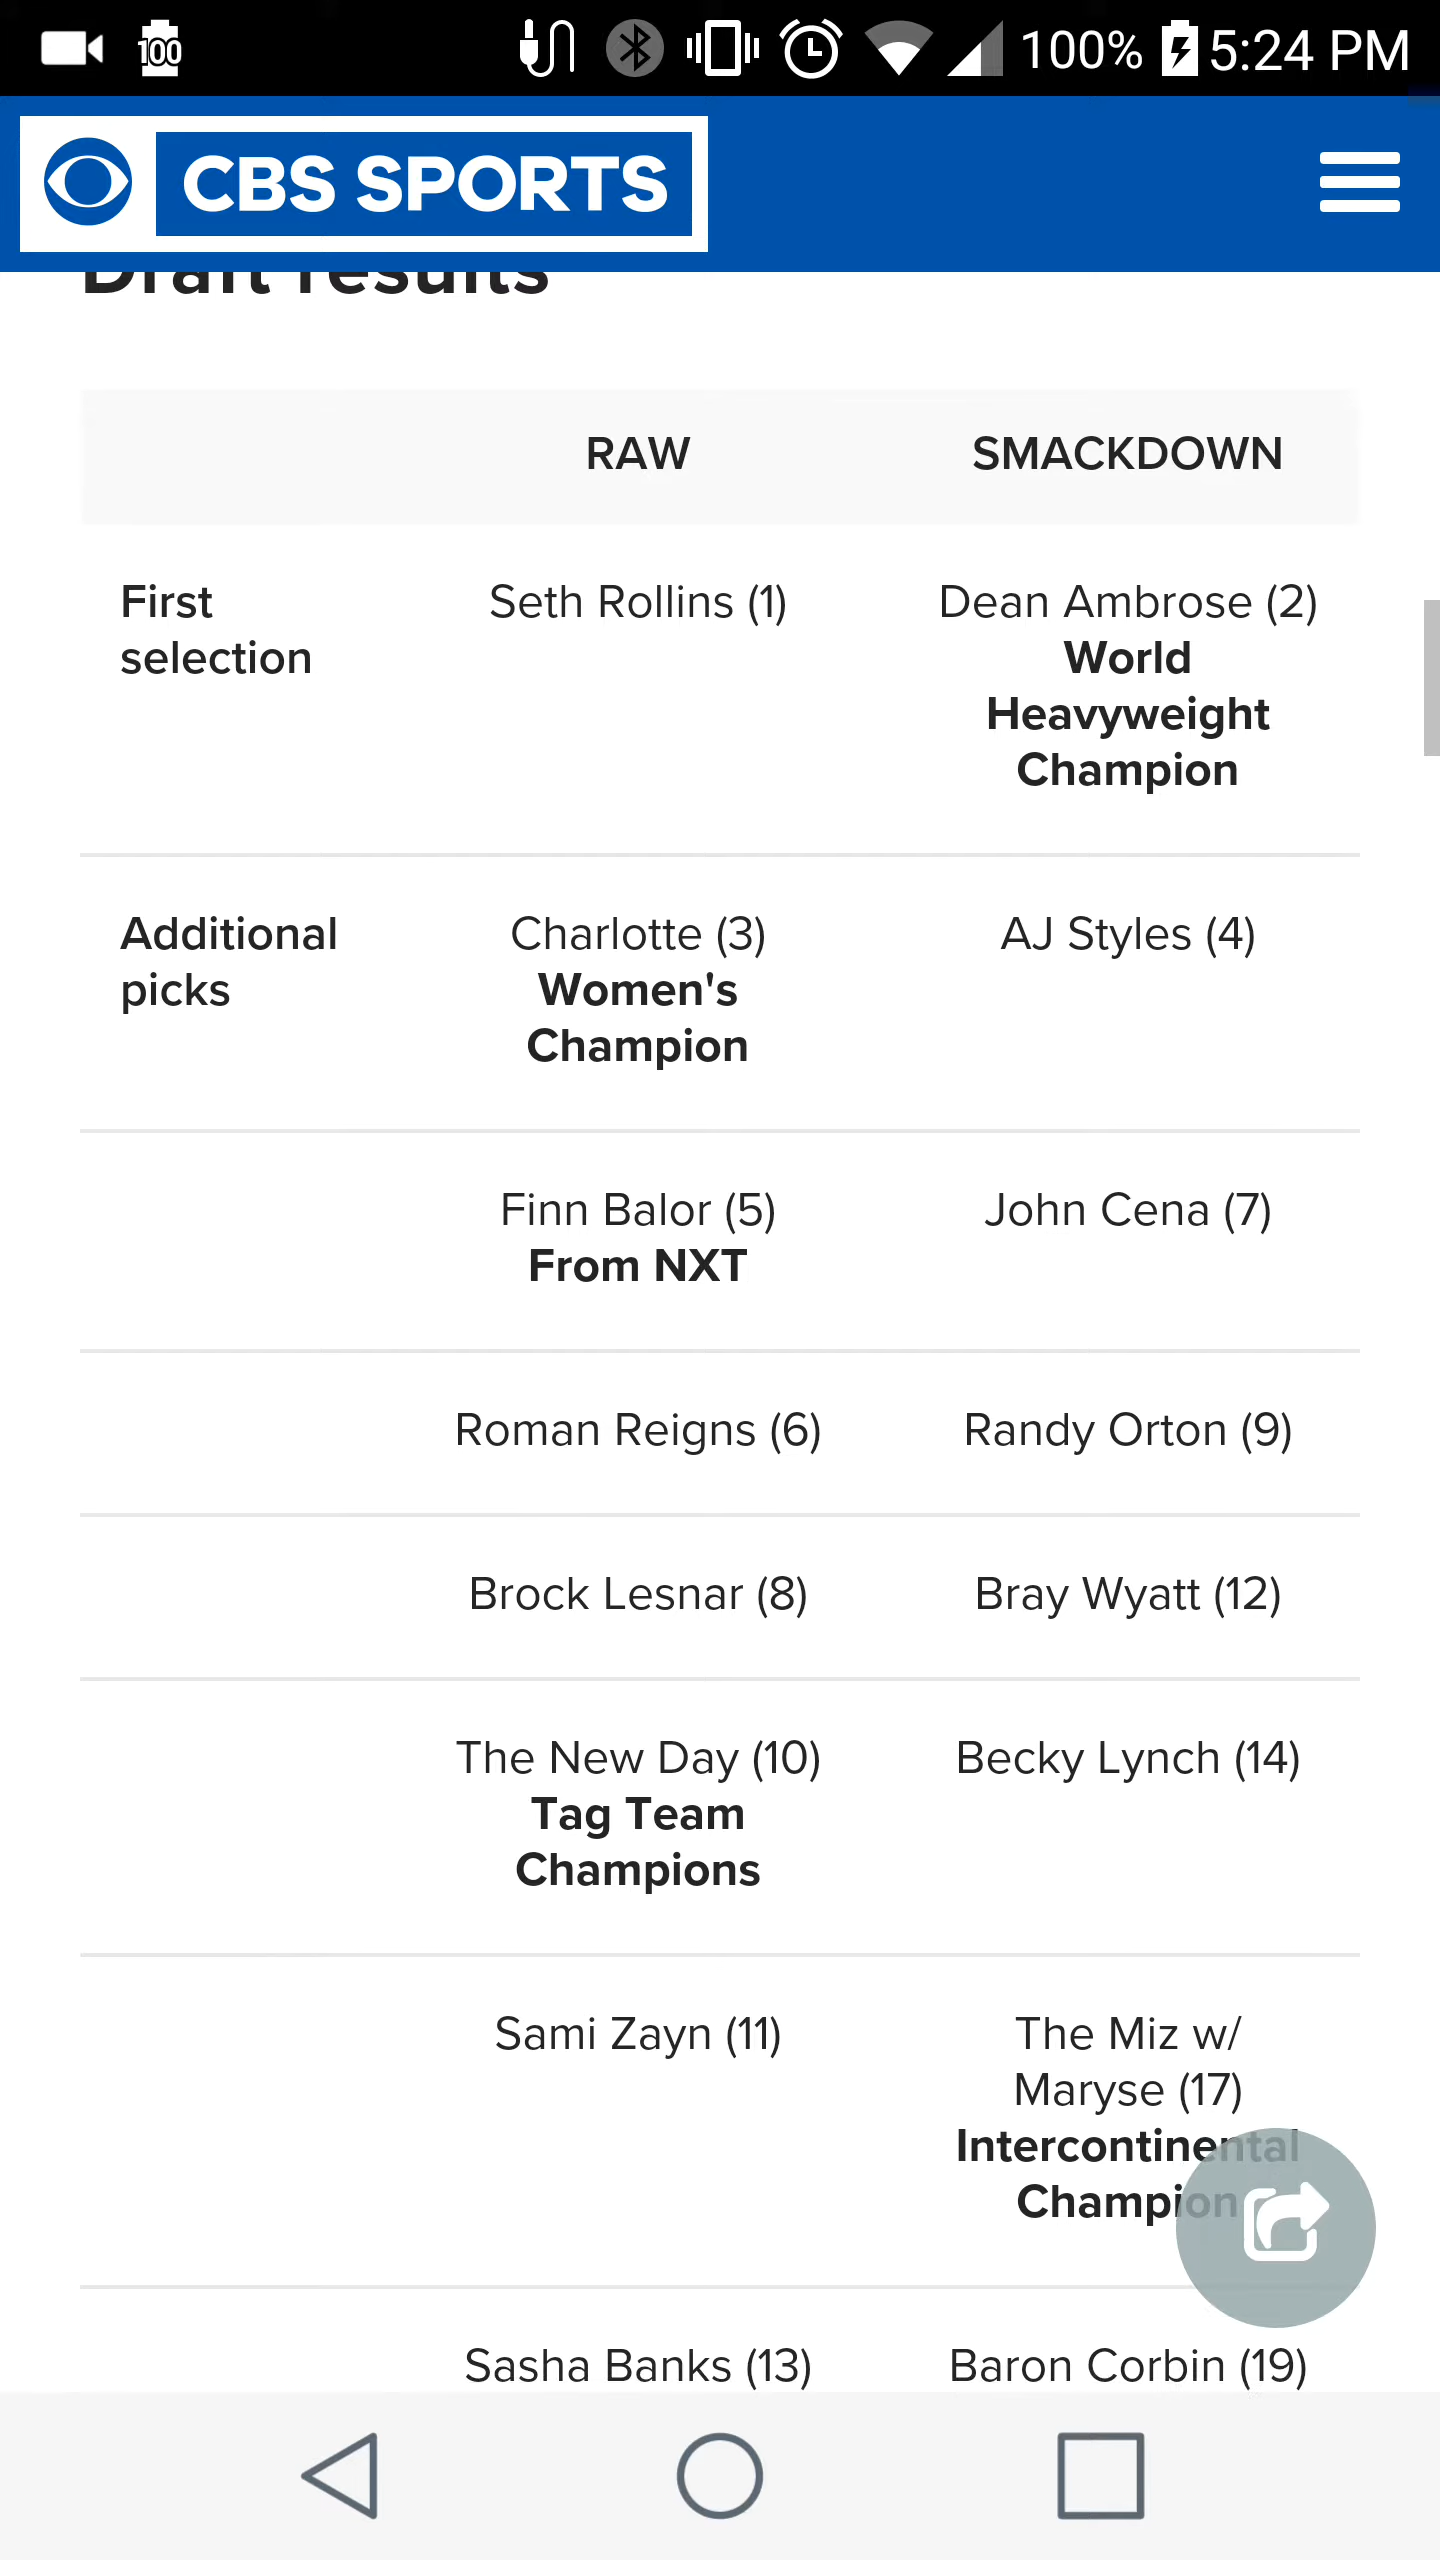 100
100%
5:24 PM
CBS SPORTS
Draft results
RAW SMACKDOWN
First selection
Seth Rollins (1)
Dean Ambrose (2)
World
Heavyweight
Champion
Additional picks
Charlotte (3)
Women's
Champion
AJ Styles (4)
Finn Balor (5)
From NXT
John Cena (7)
Roman Reigns (6)
Randy Orton (9)
Brock Lesnar (8)
Bray Wyatt (12)
The New Day (10)
Tag Team
Champions
Becky Lynch (14)
Sami Zayn (11)
The Miz w/
Maryse (17)
Intercontinental
Champion
Sasha Banks (13)
Baron Corbin (19)